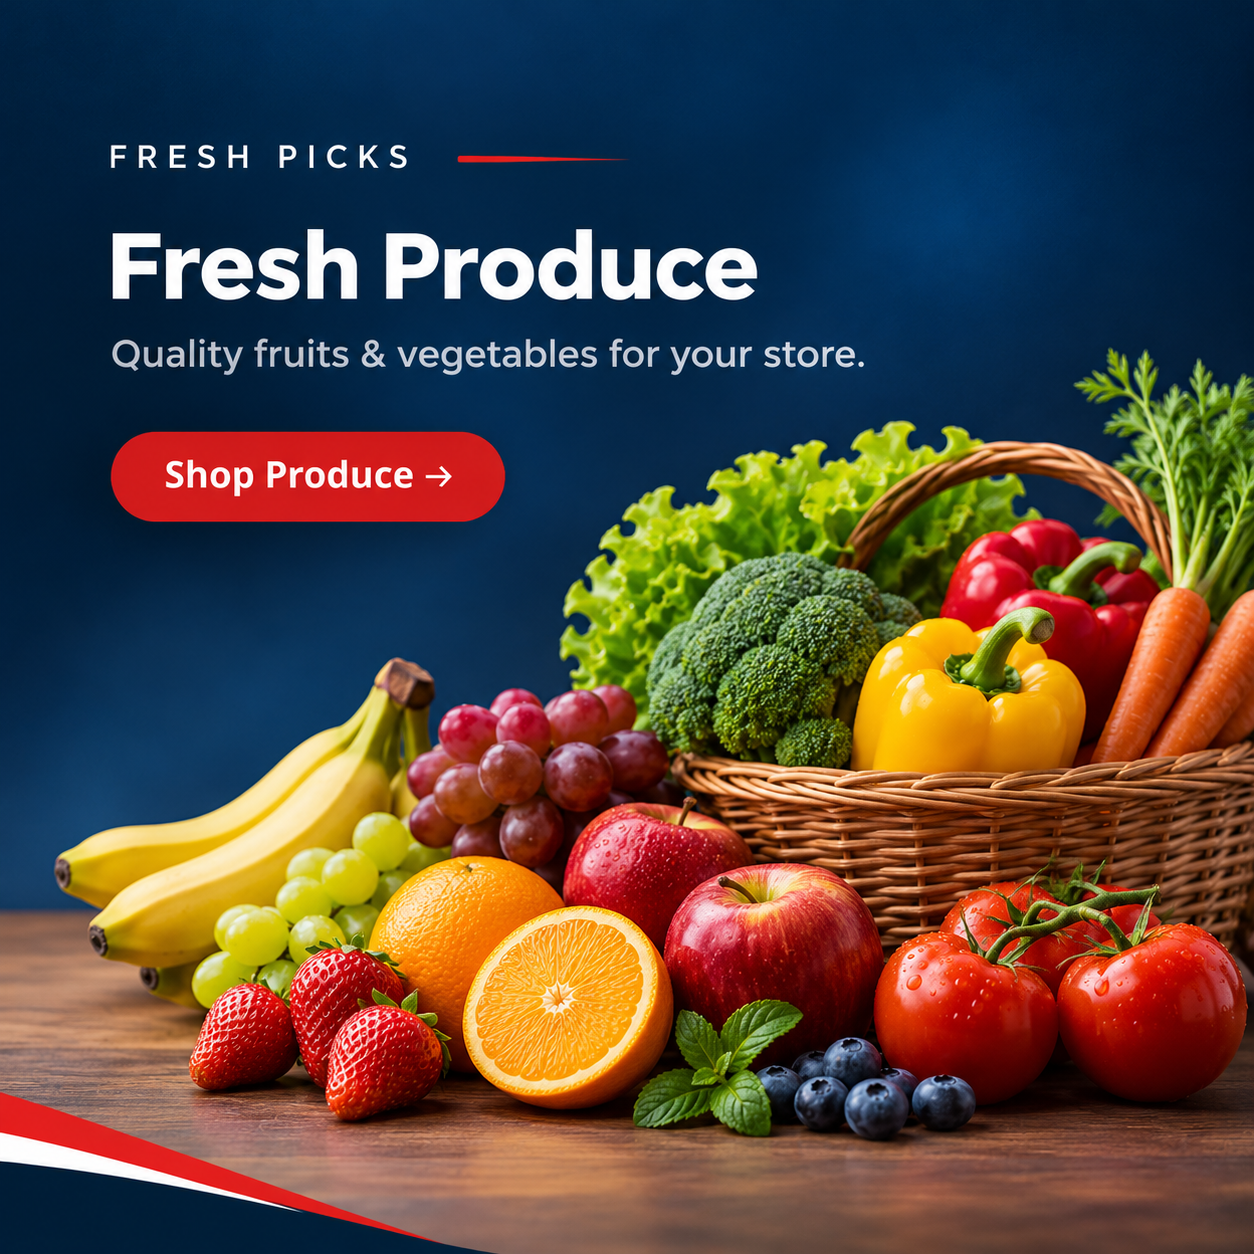 FRESH PICKS
Fresh Produce
Quality fruits & vegetables for your store.
Shop Produce →